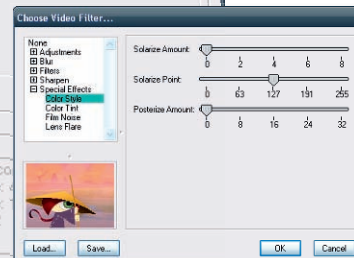 Choose Video Filter...
None
Adjustments
Blur
Filters
Sharpen
Special Effects
Color Style
Color Tint
Film Noise
Lens Flare
Solarize Amount:
0 2 4 6 8
Solarize Point:
0 63 127 191 255
Posterize Amount:
0 8 16 24 32
Load... Save... OK Cancel